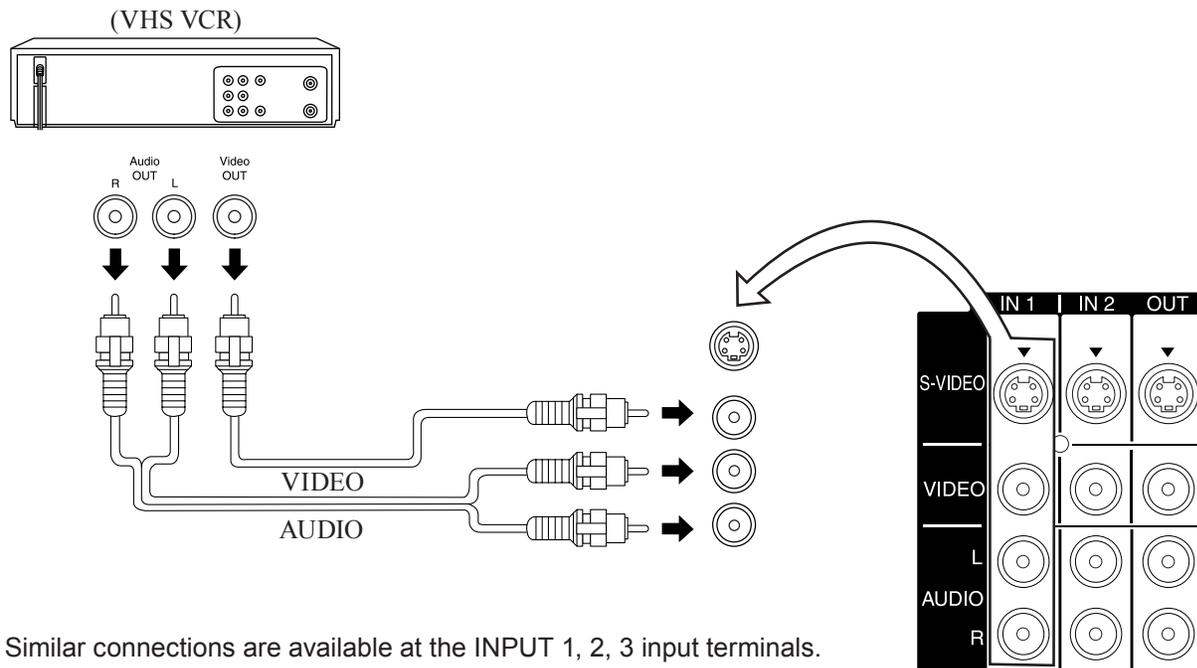 (VHS VCR)
Audio
OUT
R
L
Video
OUT
VIDEO
AUDIO
IN 1 IN 2 OUT
S-VIDEO
VIDEO
L
AUDIO
R
Similar connections are available at the INPUT 1, 2, 3 input terminals.